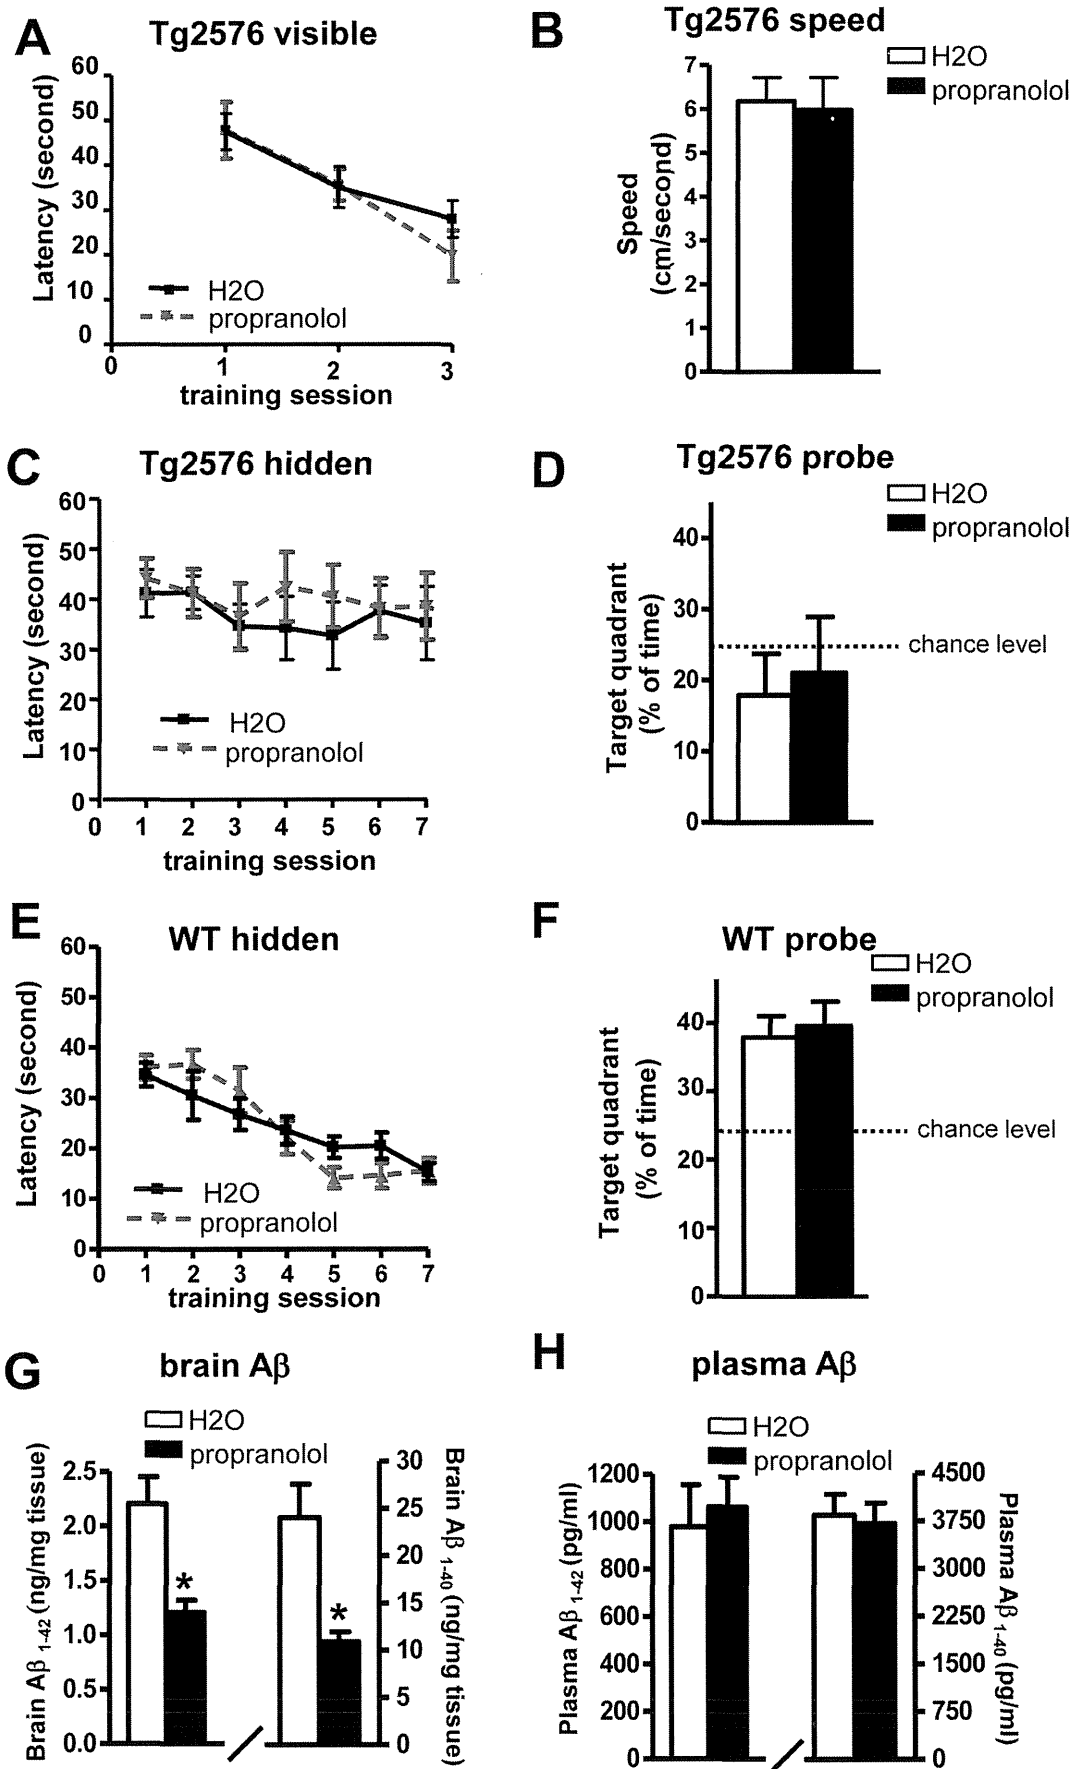 A
Tg2576 visible
Latency (second)
60
50
40
30
20
10
0
H2O
propranolol
0 1 2 3
training session
B
Tg2576 speed
H2O
propranolol
Speed
(cm/second)
7
6
5
4
3
2
1
0
C
Tg2576 hidden
Latency (second)
60
50
40
30
20
10
0
H2O
propranolol
0 1 2 3 4 5 6 7
training session
D
Tg2576 probe
H2O
propranolol
Target quadrant
(% of time)
40
30
20
10
0
chance level
E
WT hidden
Latency (second)
60
50
40
30
20
10
0
H2O
propranolol
0 1 2 3 4 5 6 7
training session
F
WT probe
H2O
propranolol
Target quadrant
(% of time)
40
30
20
10
0
chance level
G
brain Aβ
H2O
propranolol
Brain Aβ 1-42 (ng/mg tissue)
2.5
2.0
1.5
1.0
0.5
0.0
*
*
30
25
20
15
10
5
0
Brain Aβ 1-40 (ng/mg tissue)
H
plasma Aβ
H2O
propranolol
Plasma Aβ 1-42 (pg/ml)
1200
1000
800
600
400
200
0
4500
3750
3000
2250
1500
750
0
Plasma Aβ 1-40 (pg/ml)